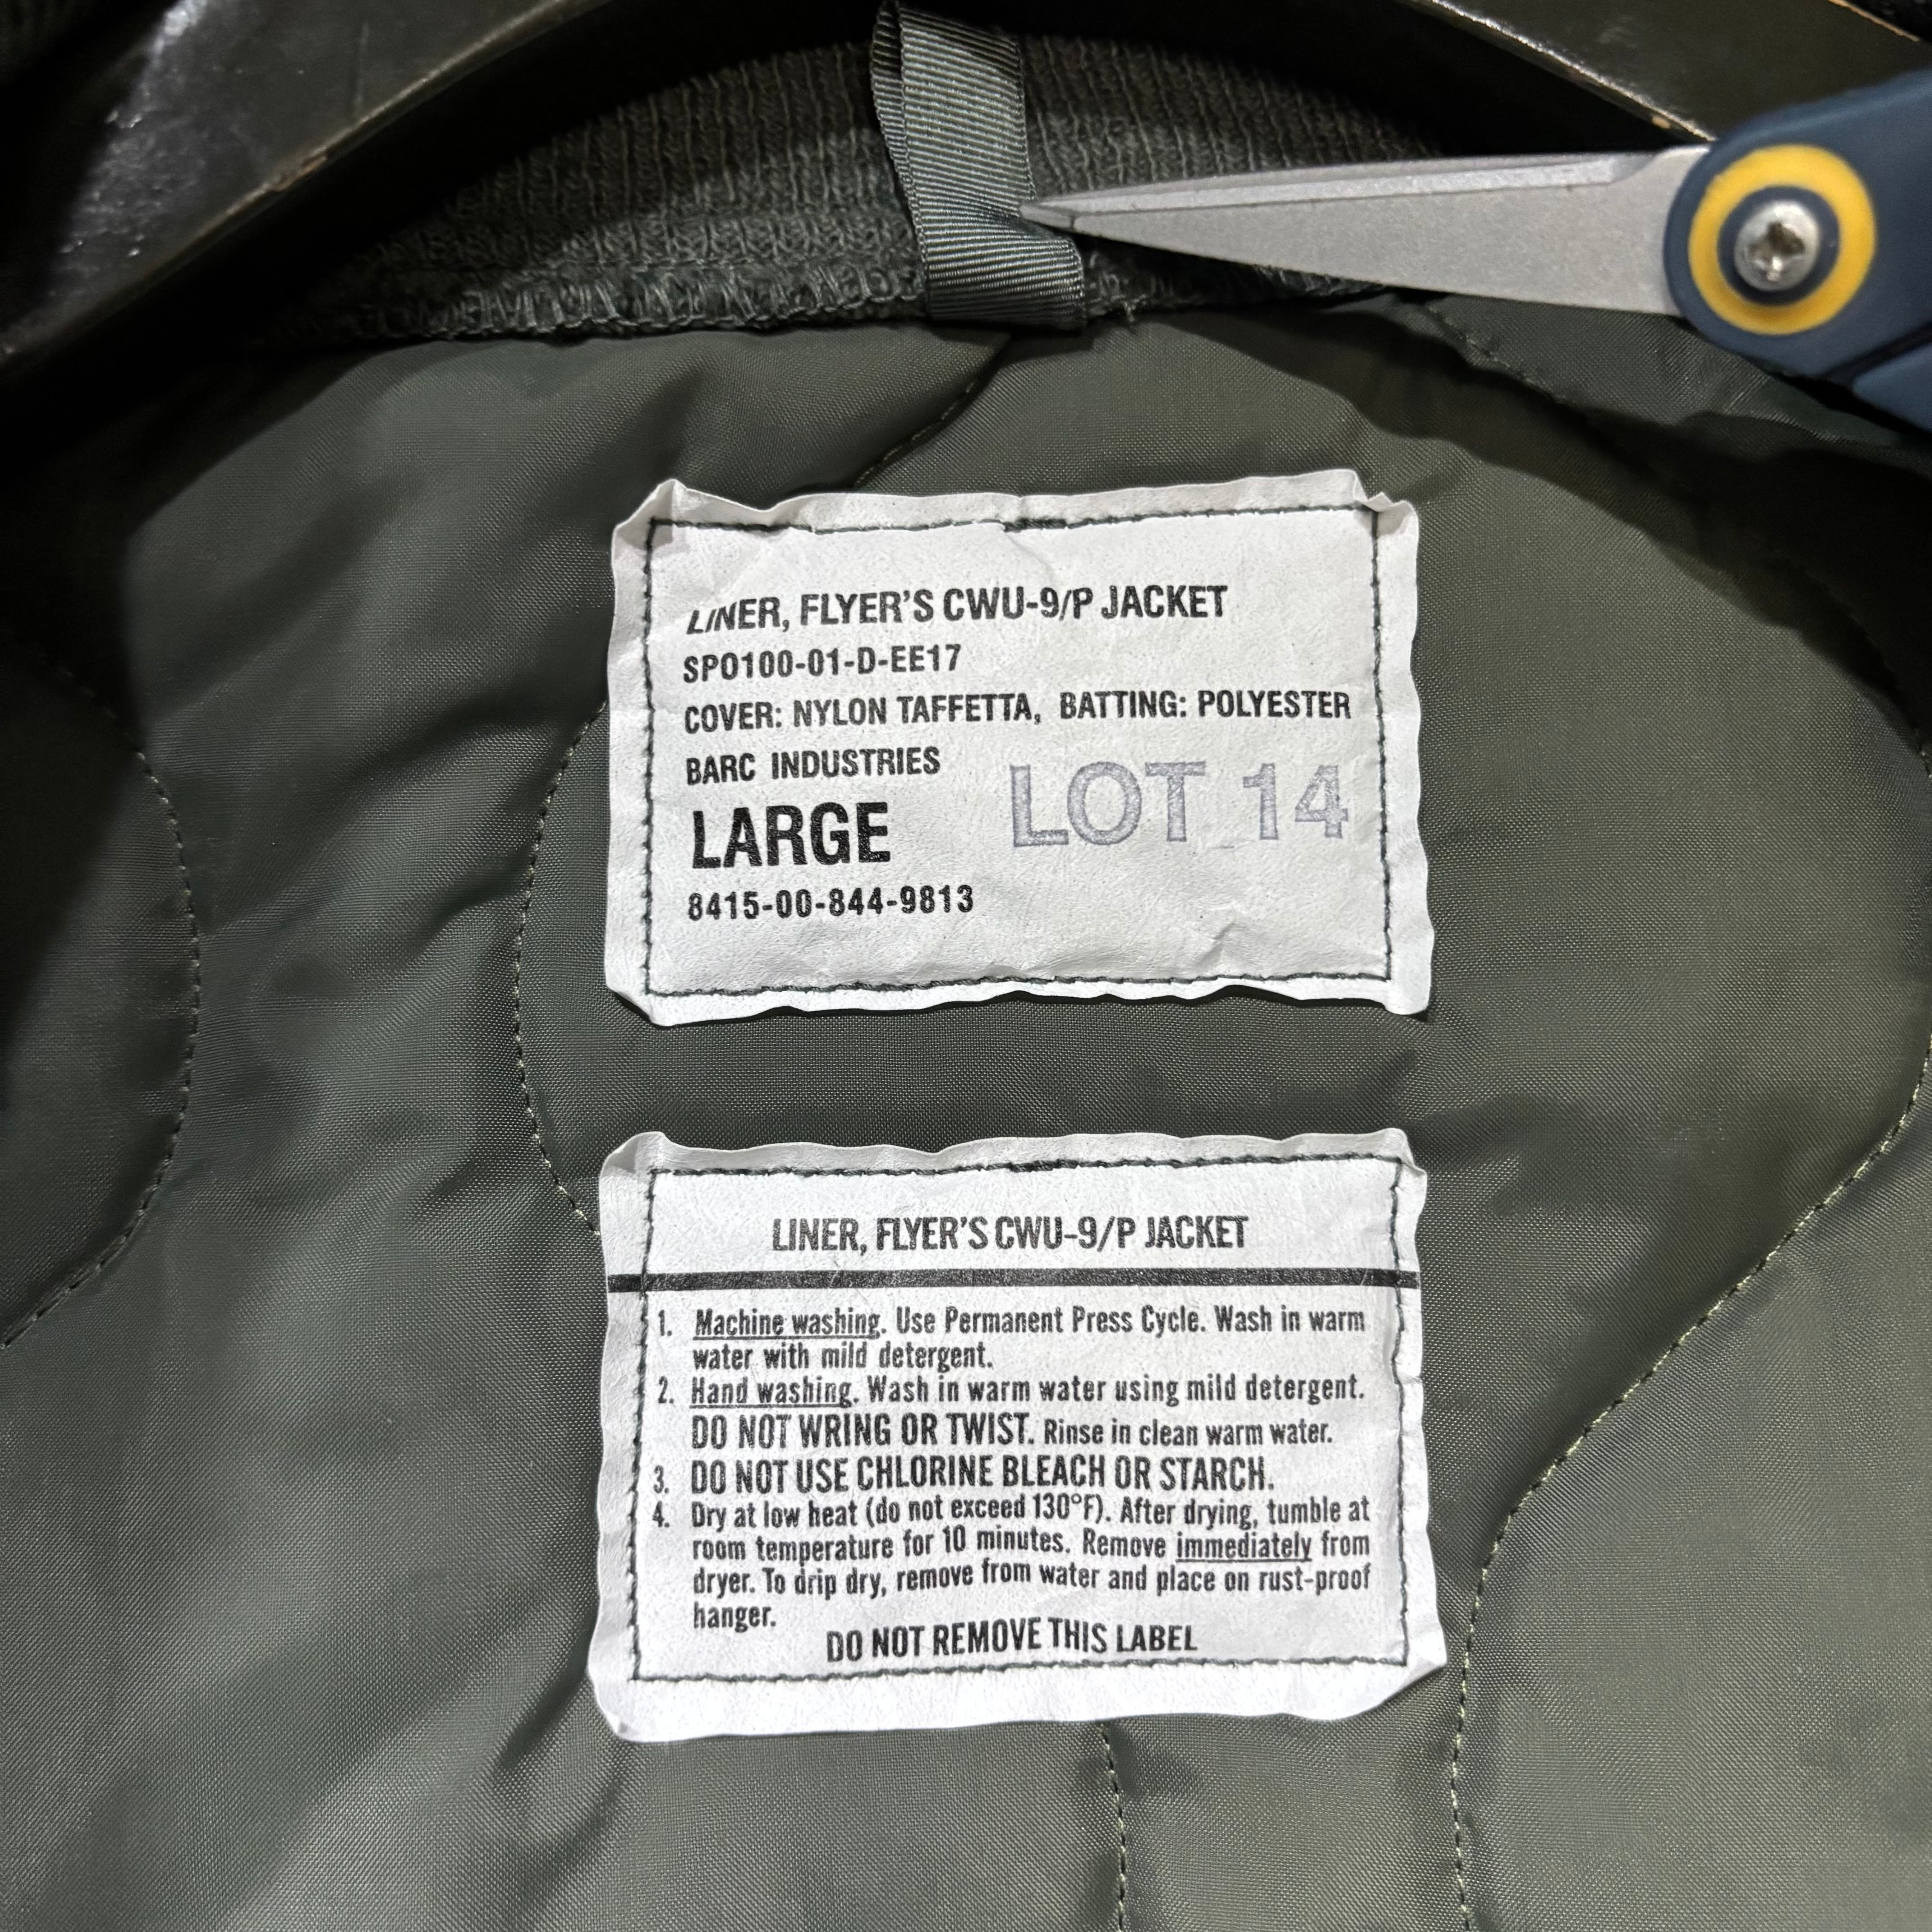 LINER, FLYER'S CWU-9/P JACKET
SPO100-01-D-EE17
COVER: NYLON TAFFETTA, BATTING: POLYESTER
BARC INDUSTRIES
LOT 14
LARGE
8415-00-844-9813
LINER, FLYER'S CWU-9/P JACKET
1. Machine washing. Use Permanent Press Cycle. Wash in warm
water with mild detergent.
2. Hand washing. Wash in warm water using mild detergent.
DO NOT WRING OR TWIST. Rinse in clean warm water.
3. DO NOT USE CHLORINE BLEACH OR STARCH.
4. Dry at low heat (do not exceed 130°F). After drying, tumble at
room temperature for 10 minutes. Remove immediately from
dryer. To drip dry, remove from water and place on rust-proof
hanger.
DO NOT REMOVE THIS LABEL